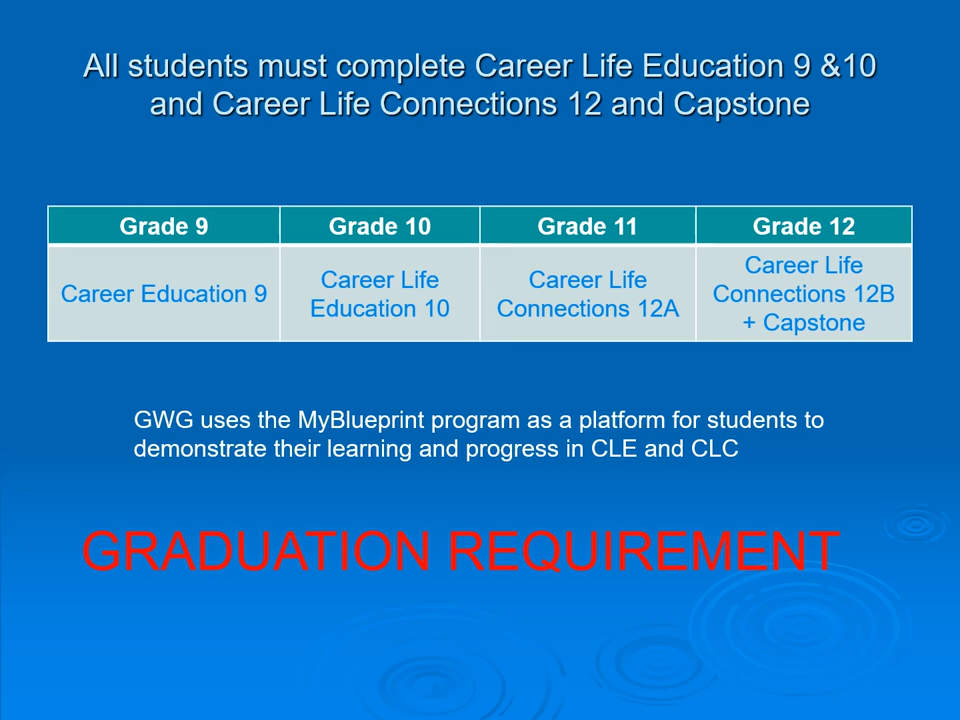 All students must complete Career Life Education 9 &10
and Career Life Connections 12 and Capstone
Grade 9
Grade 10
Grade 11
Grade 12
Career Education 9
Career Life
Education 10
Career Life
Connections 12A
Career Life
Connections 12B
+ Capstone
GWG uses the MyBlueprint program as a platform for students to
demonstrate their learning and progress in CLE and CLC
GRADUATION REQUIREMENT